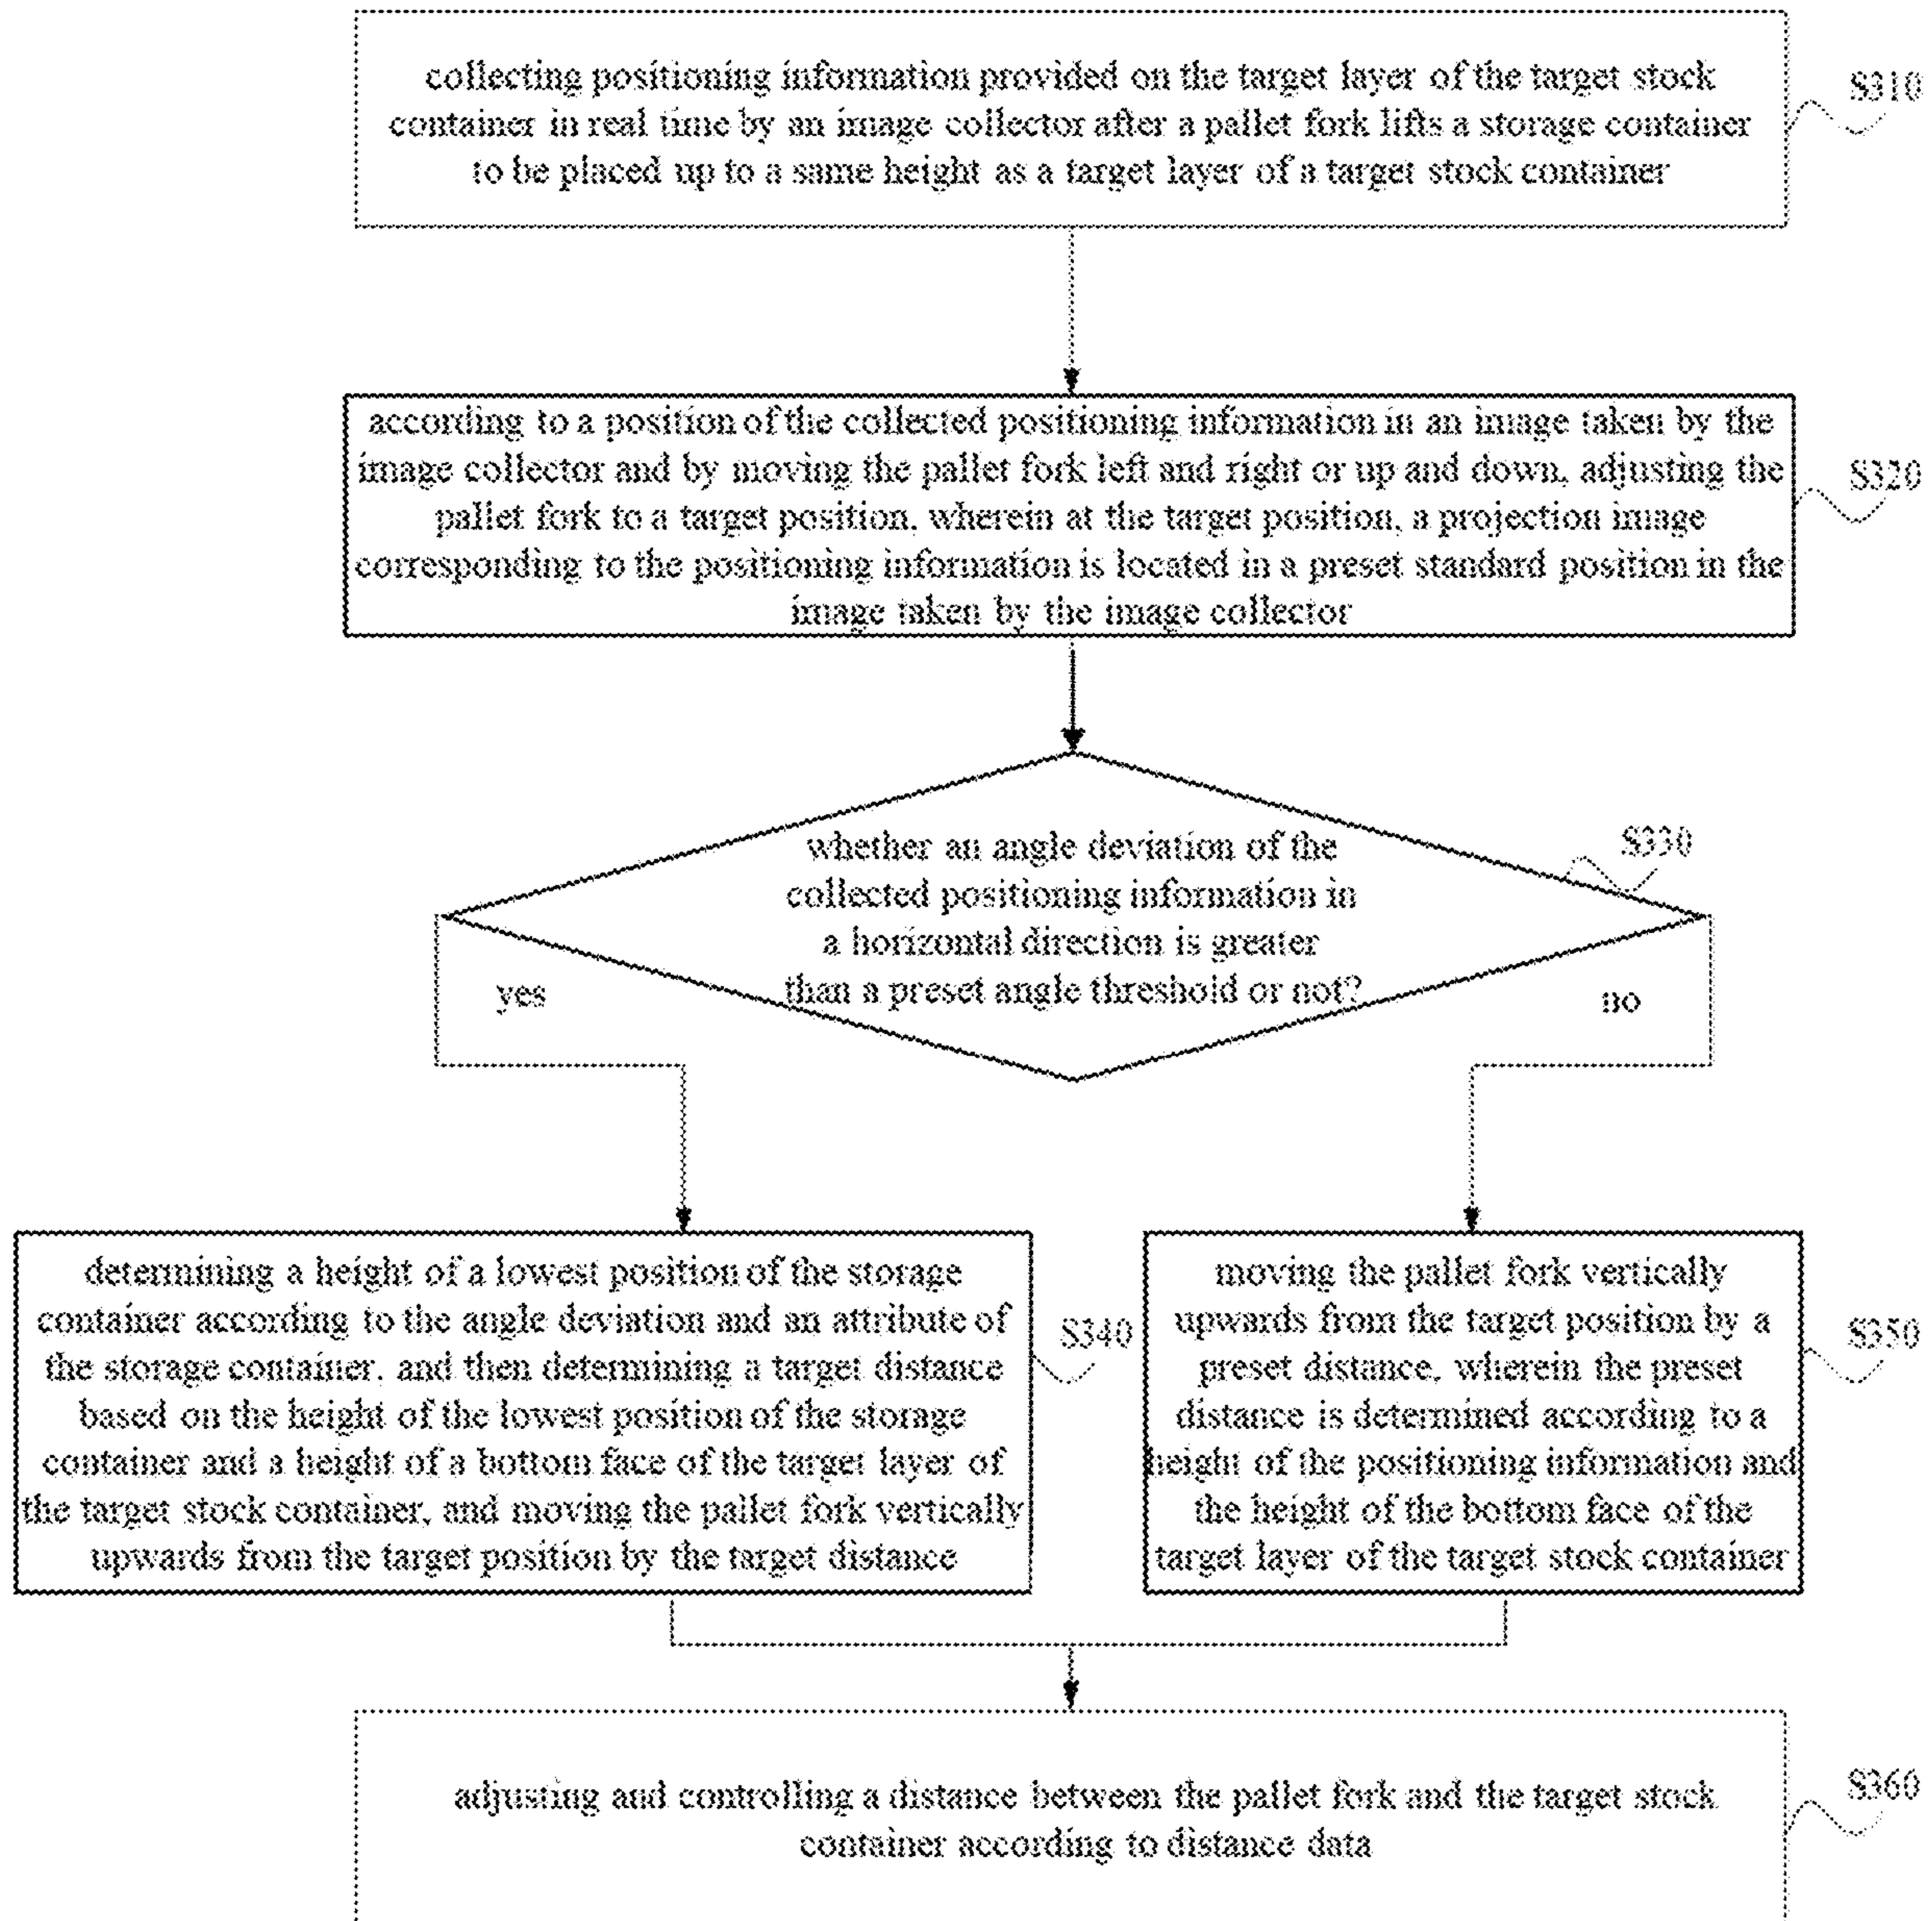 collecting positioning information provided on the target layer of the target stock
container in real time by an image collector after a pallet fork lifts a storage container
to be placed up to a same height as a target layer of a target stock container
S310
according to a position of the collected positioning information in an image taken by the
image collector and by moving the pallet fork left and right or up and down, adjusting the
pallet fork to a target position, wherein at the target position, a projection image
corresponding to the positioning information is located in a preset standard position in the
image taken by the image collector
S320
whether an angle deviation of the
collected positioning information in
a horizontal direction is greater
than a preset angle threshold or not?
S330
yes
no
determining a height of a lowest position of the storage
container according to the angle deviation and an attribute of
the storage container, and then determining a target distance
based on the height of the lowest position of the storage
container and a height of a bottom face of the target layer of
the target stock container, and moving the pallet fork vertically
upwards from the target position by the target distance
S340
moving the pallet fork vertically
upwards from the target position by a
preset distance, wherein the preset
distance is determined according to a
height of the positioning information and
the height of the bottom face of the
target layer of the target stock container
S350
adjusting and controlling a distance between the pallet fork and the target stock
container according to distance data
S360